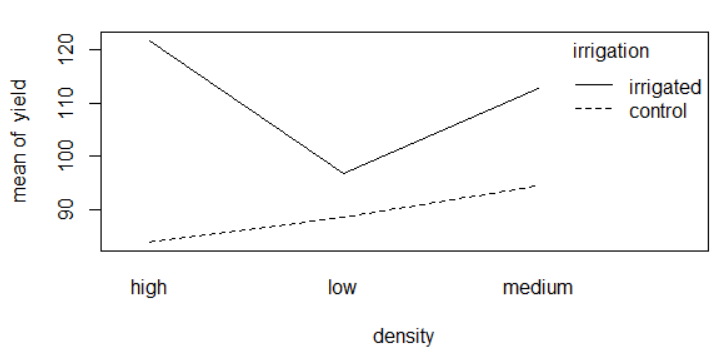 irrigation
irrigated
control
mean of yield
120
110
100
90
high low medium
density